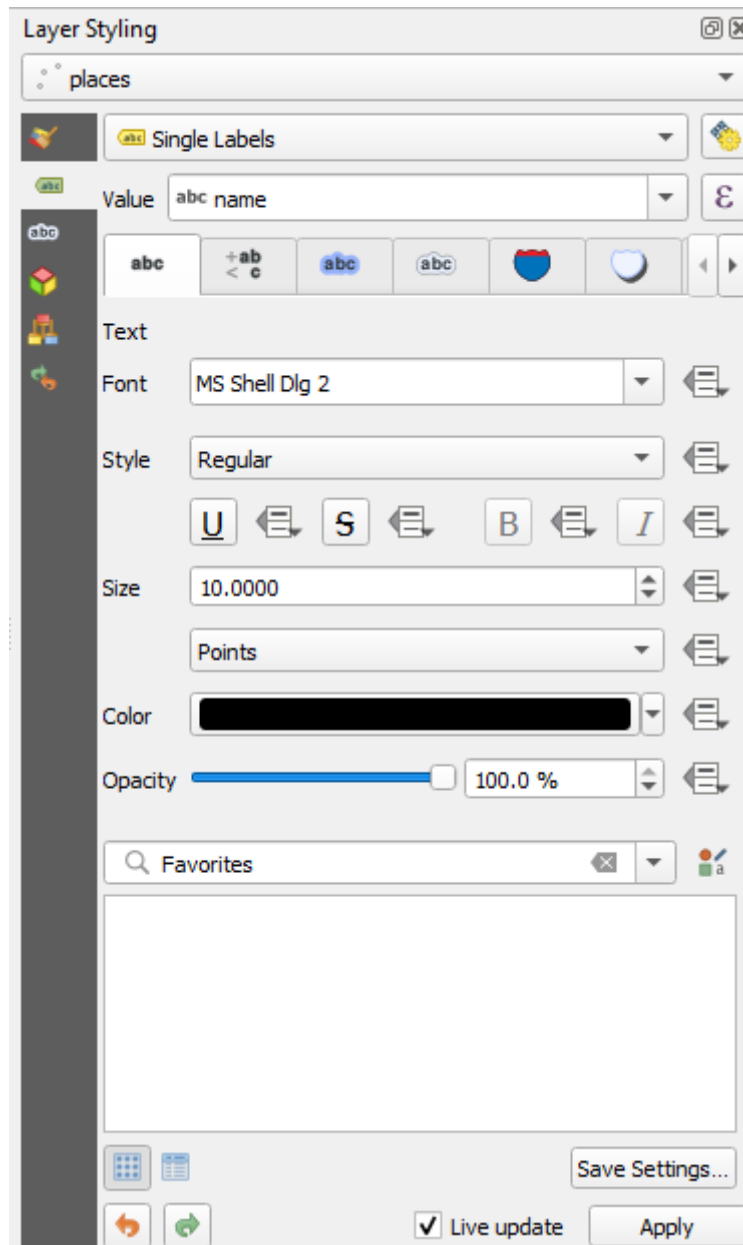 Layer Styling
places
Single Labels
Value abc name ε
abc +ab < c abc abc
Text
Font MS Shell Dlg 2
Style Regular
U S B I
Size 10.0000
Points
Color
Opacity 100.0 %
Favorites
Save Settings...
Live update Apply